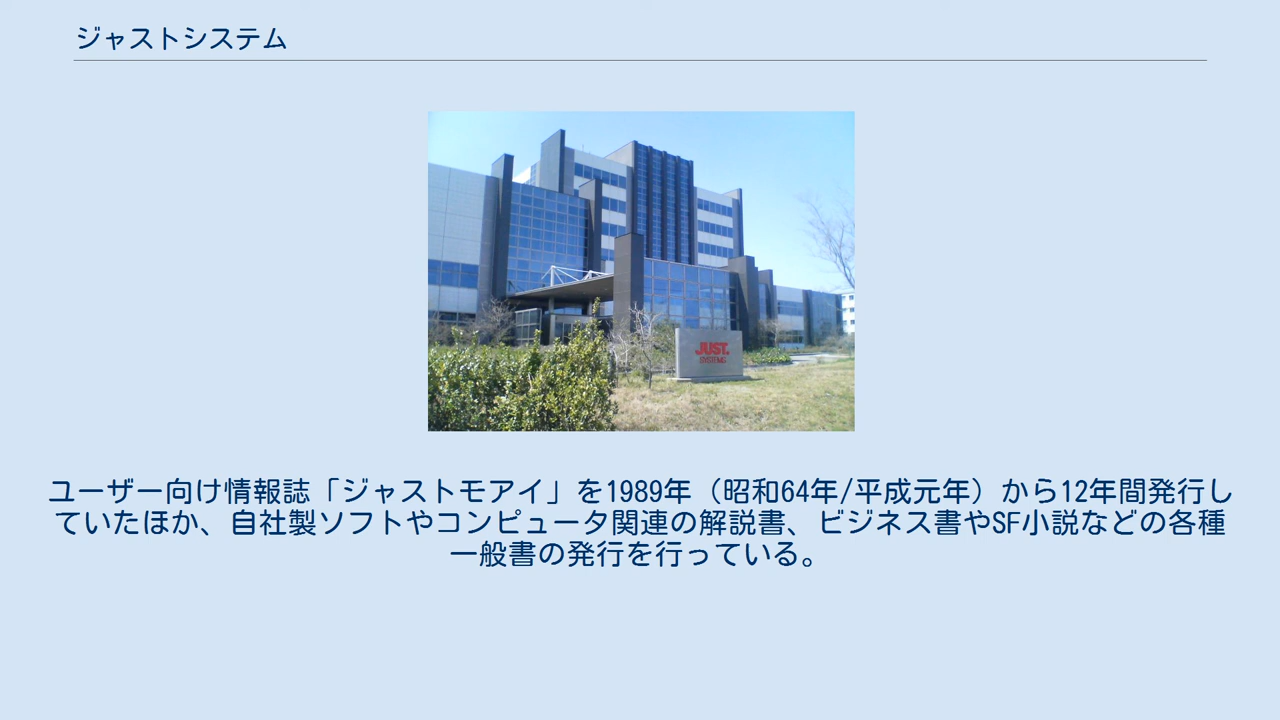 ジャストシステム
JUST.
SYSTEMS
ユーザー向け情報誌「ジャストモアイ」を1989年（昭和64年/平成元年）から12年間発行し
ていたほか、自社製ソフトやコンピュータ関連の解説書、ビジネス書やSF小説などの各種
一般書の発行を行っている。